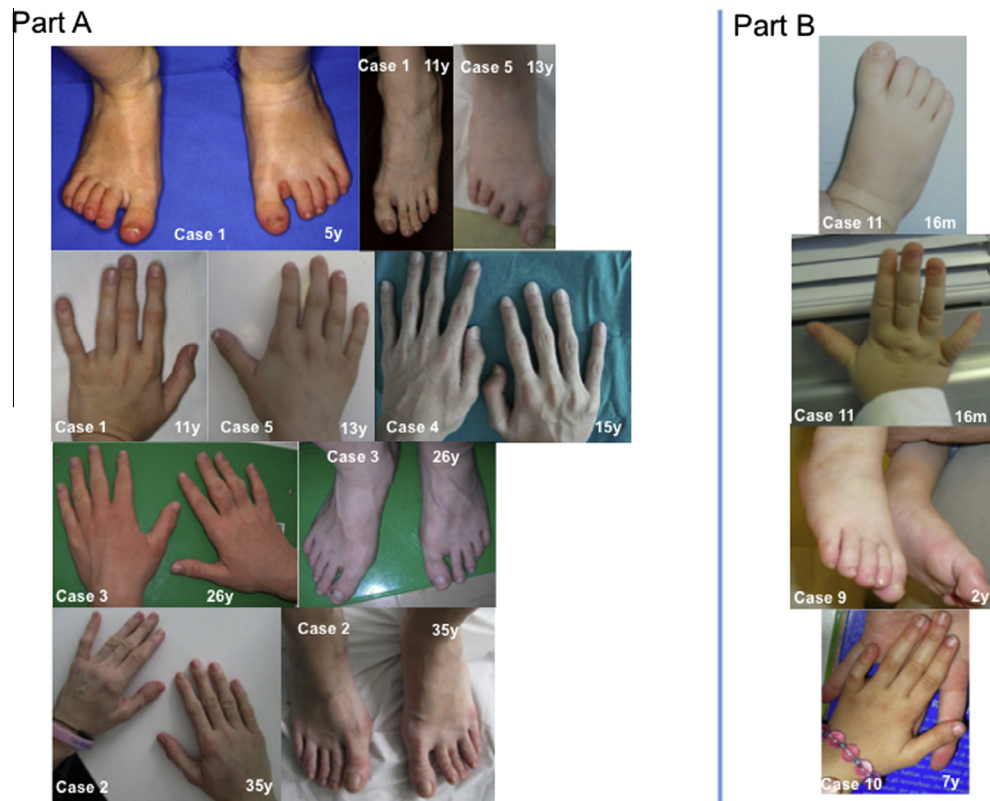 Part A
Part B
Case 1 5y
Case 1 11y
Case 5 13y
Case 1 11y
Case 5 13y
Case 4 15y
Case 3 26y
Case 3 26y
Case 2 35y
Case 2 35y
Case 11 16m
Case 11 16m
Case 9 2y
Case 10 7y